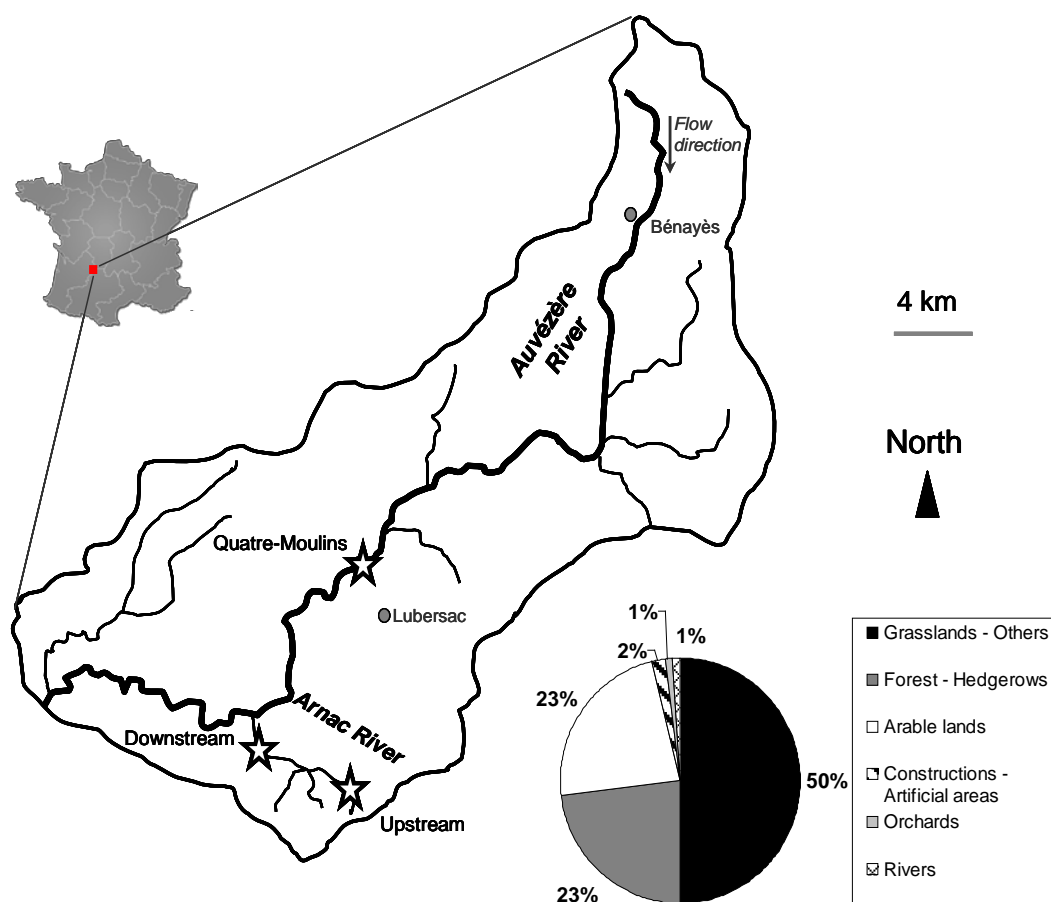 Flow
direction
Bénayès
Auvézère
River
4 km
North
Quatre-Moulins
Lubersac
Arnac River
Downstream
Upstream
1%
1%
2%
23%
50%
23%
Grasslands - Others
Forest - Hedgerows
Arable lands
Constructions -
Artificial areas
Orchards
Rivers